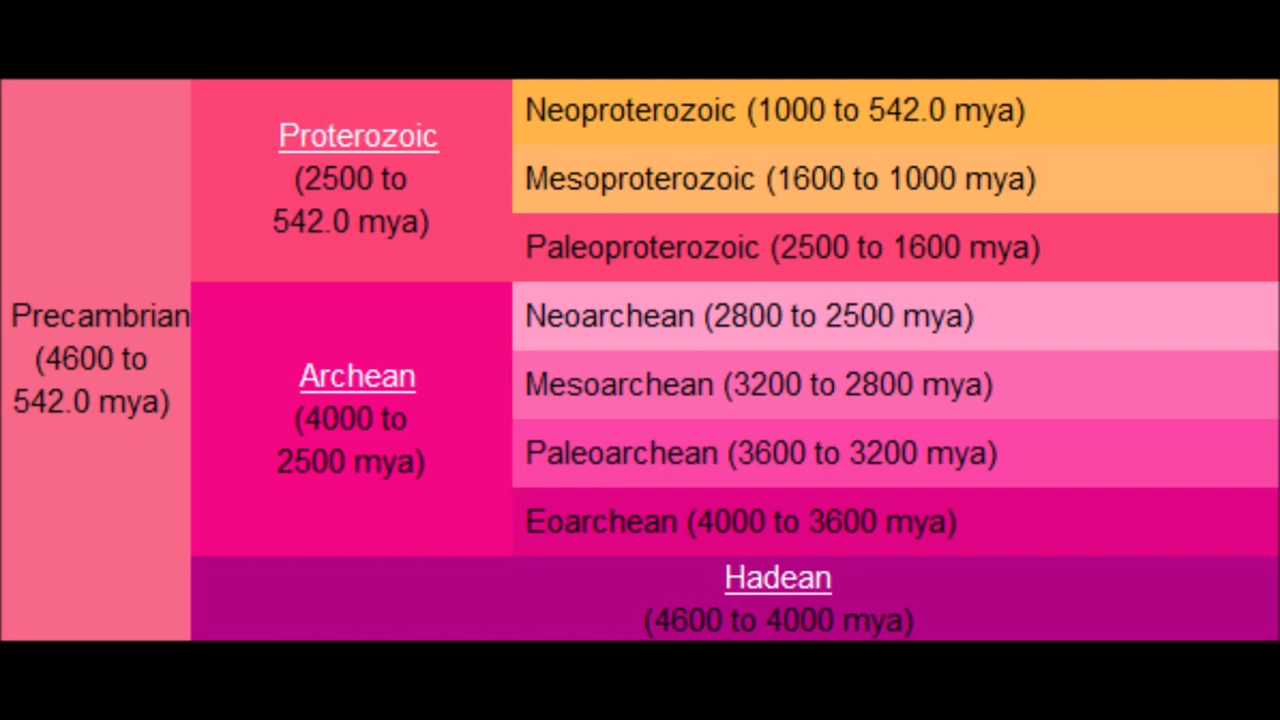 Precambrian
(4600 to
542.0 mya)
Proterozoic
(2500 to
542.0 mya)
Neoproterozoic (1000 to 542.0 mya)
Mesoproterozoic (1600 to 1000 mya)
Paleoproterozoic (2500 to 1600 mya)
Archean
(4000 to
2500 mya)
Neoarchean (2800 to 2500 mya)
Mesoarchean (3200 to 2800 mya)
Paleoarchean (3600 to 3200 mya)
Eoarchean (4000 to 3600 mya)
Hadean
(4600 to 4000 mya)